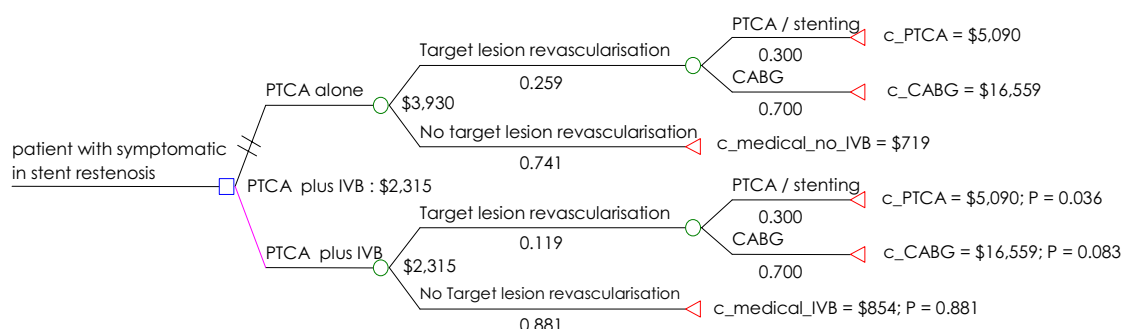 PTCA / stenting
c_PTCA = $5,090
Target lesion revascularisation
0.300
0.259
CABG
c_CABG = $16,559
PTCA alone
$3,930
0.700
No target lesion revascularisation
c_medical_no_IVB = $719
patient with symptomatic
in stent restenosis
0.741
PTCA plus IVB : $2,315
PTCA / stenting
c_PTCA = $5,090; P = 0.036
Target lesion revascularisation
0.300
0.119
CABG
c_CABG = $16,559; P = 0.083
PTCA plus IVB
$2,315
0.700
No Target lesion revascularisation
c_medical_IVB = $854; P = 0.881
0.881